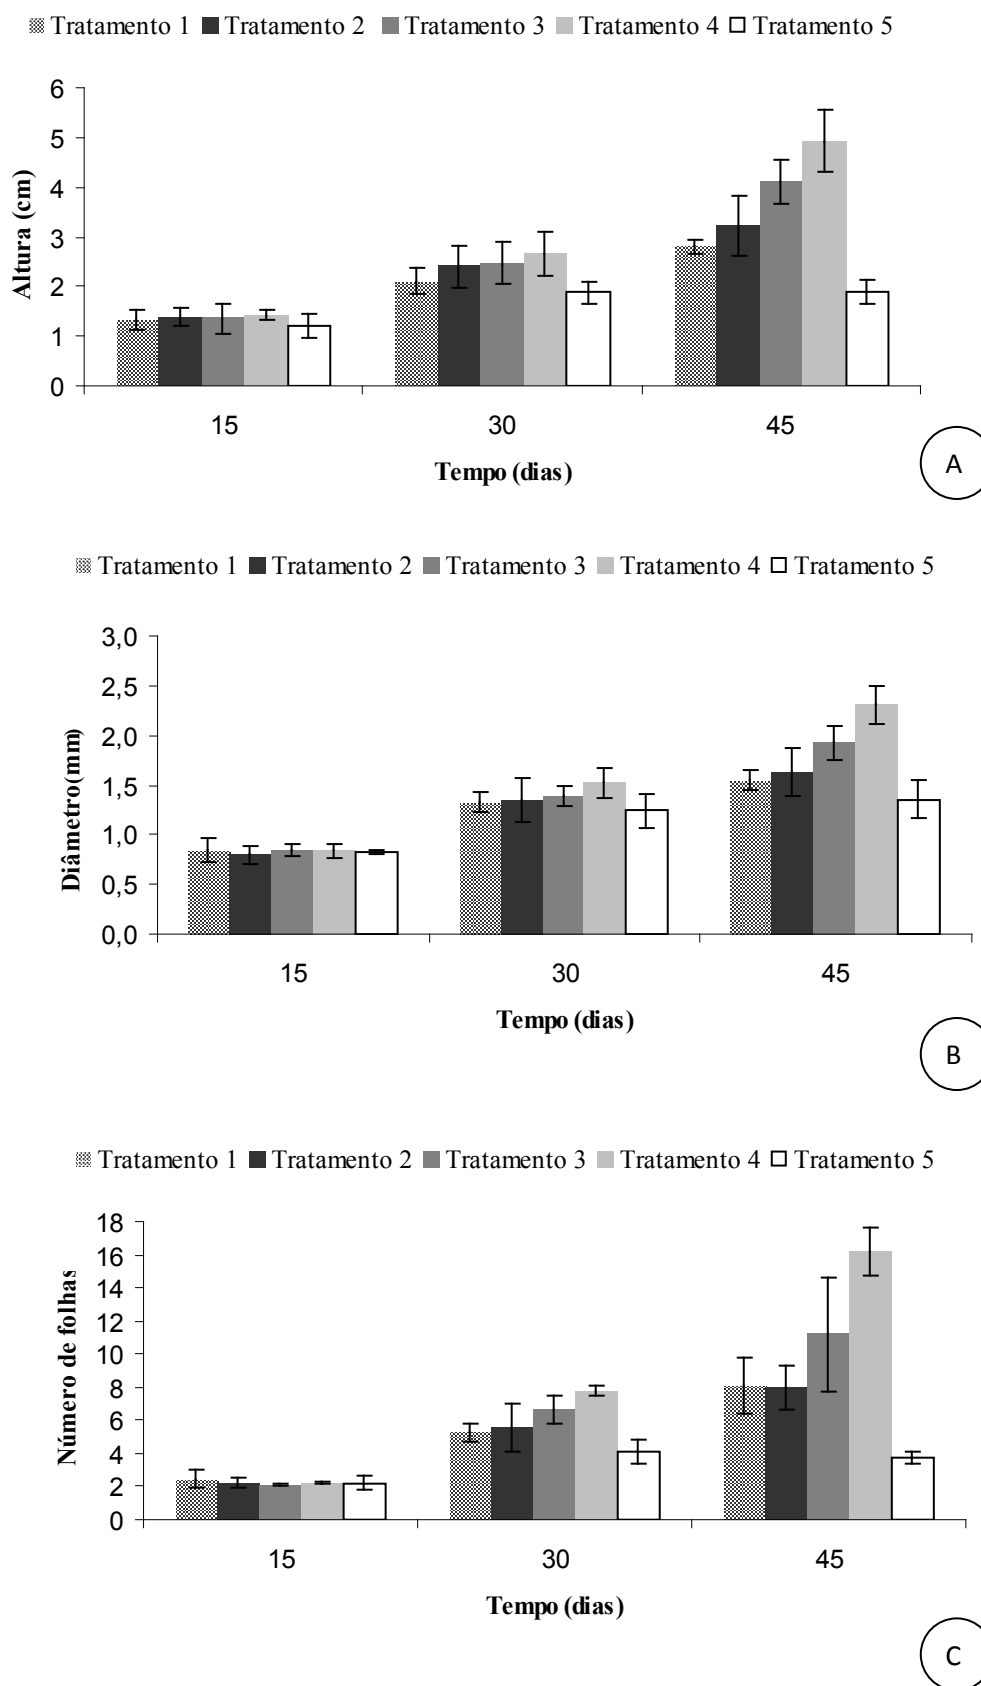 Tratamento 1 Tratamento 2 Tratamento 3 Tratamento 4 Tratamento 5
6
5
4
3
2
1
0
Altura (cm)
15 30 45
Tempo (dias)
A
Tratamento 1 Tratamento 2 Tratamento 3 Tratamento 4 Tratamento 5
3,0
2,5
2,0
1,5
1,0
0,5
0,0
Diâmetro(mm)
15 30 45
Tempo (dias)
B
Tratamento 1 Tratamento 2 Tratamento 3 Tratamento 4 Tratamento 5
18
16
14
12
10
8
6
4
2
0
Número de folhas
15 30 45
Tempo (dias)
C